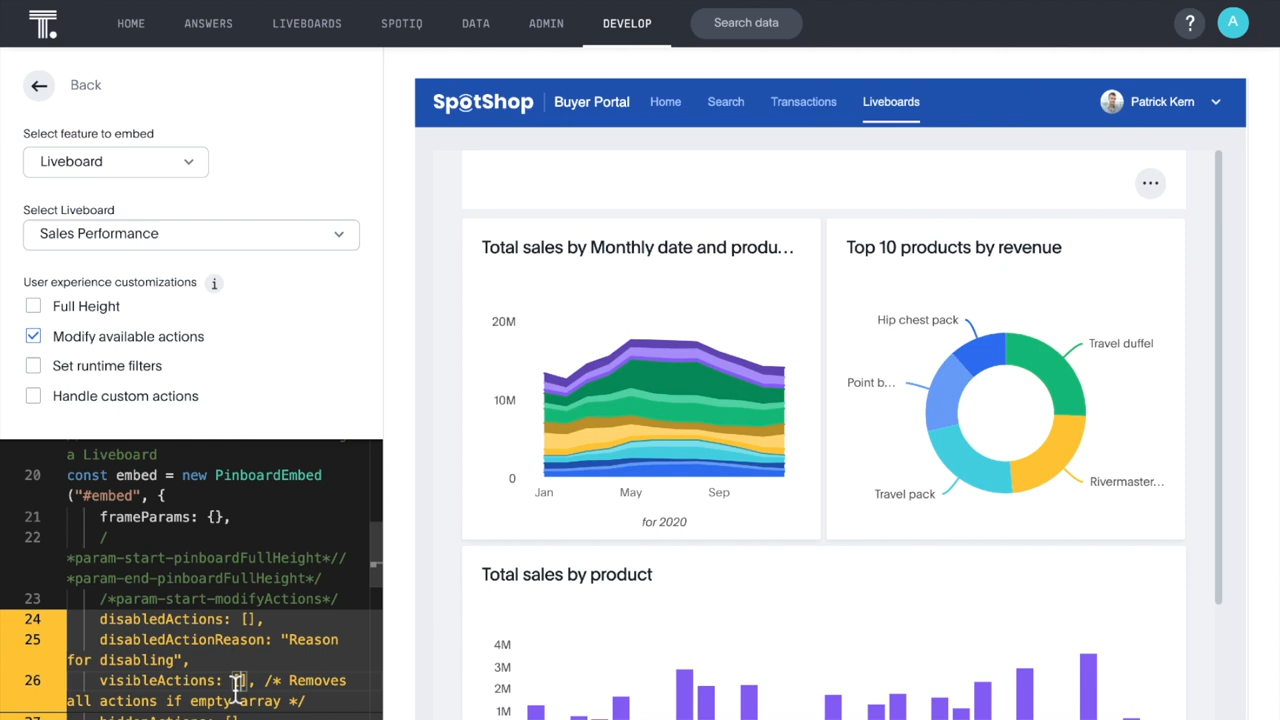 HOME ANSWERS LIVEBOARDS SPOTIQ DATA ADMIN DEVELOP Search data ? A
Back
Select feature to embed
Liveboard
Select Liveboard
Sales Performance
User experience customizations i
Full Height
Modify available actions
Set runtime filters
Handle custom actions
a Liveboard
20 const embed = new PinboardEmbed
("#embed", {
21 frameParams: {},
22 /
*param-start-pinboardFullHeight*//
*param-end-pinboardFullHeight*/
23 /*param-start-modifyActions*/
24 disabledActions: [],
25 disabledActionReason: "Reason
for disabling",
26 visibleActions: [], /* Removes
all actions if empty array */
SpotShop Buyer Portal Home Search Transactions Liveboards Patrick Kern
Total sales by Monthly date and produ...
20M
10M
0
Jan May Sep
for 2020
Top 10 products by revenue
Hip chest pack
Travel duffel
Point b...
Travel pack
Rivermaster...
Total sales by product
4M
3M
2M
1M